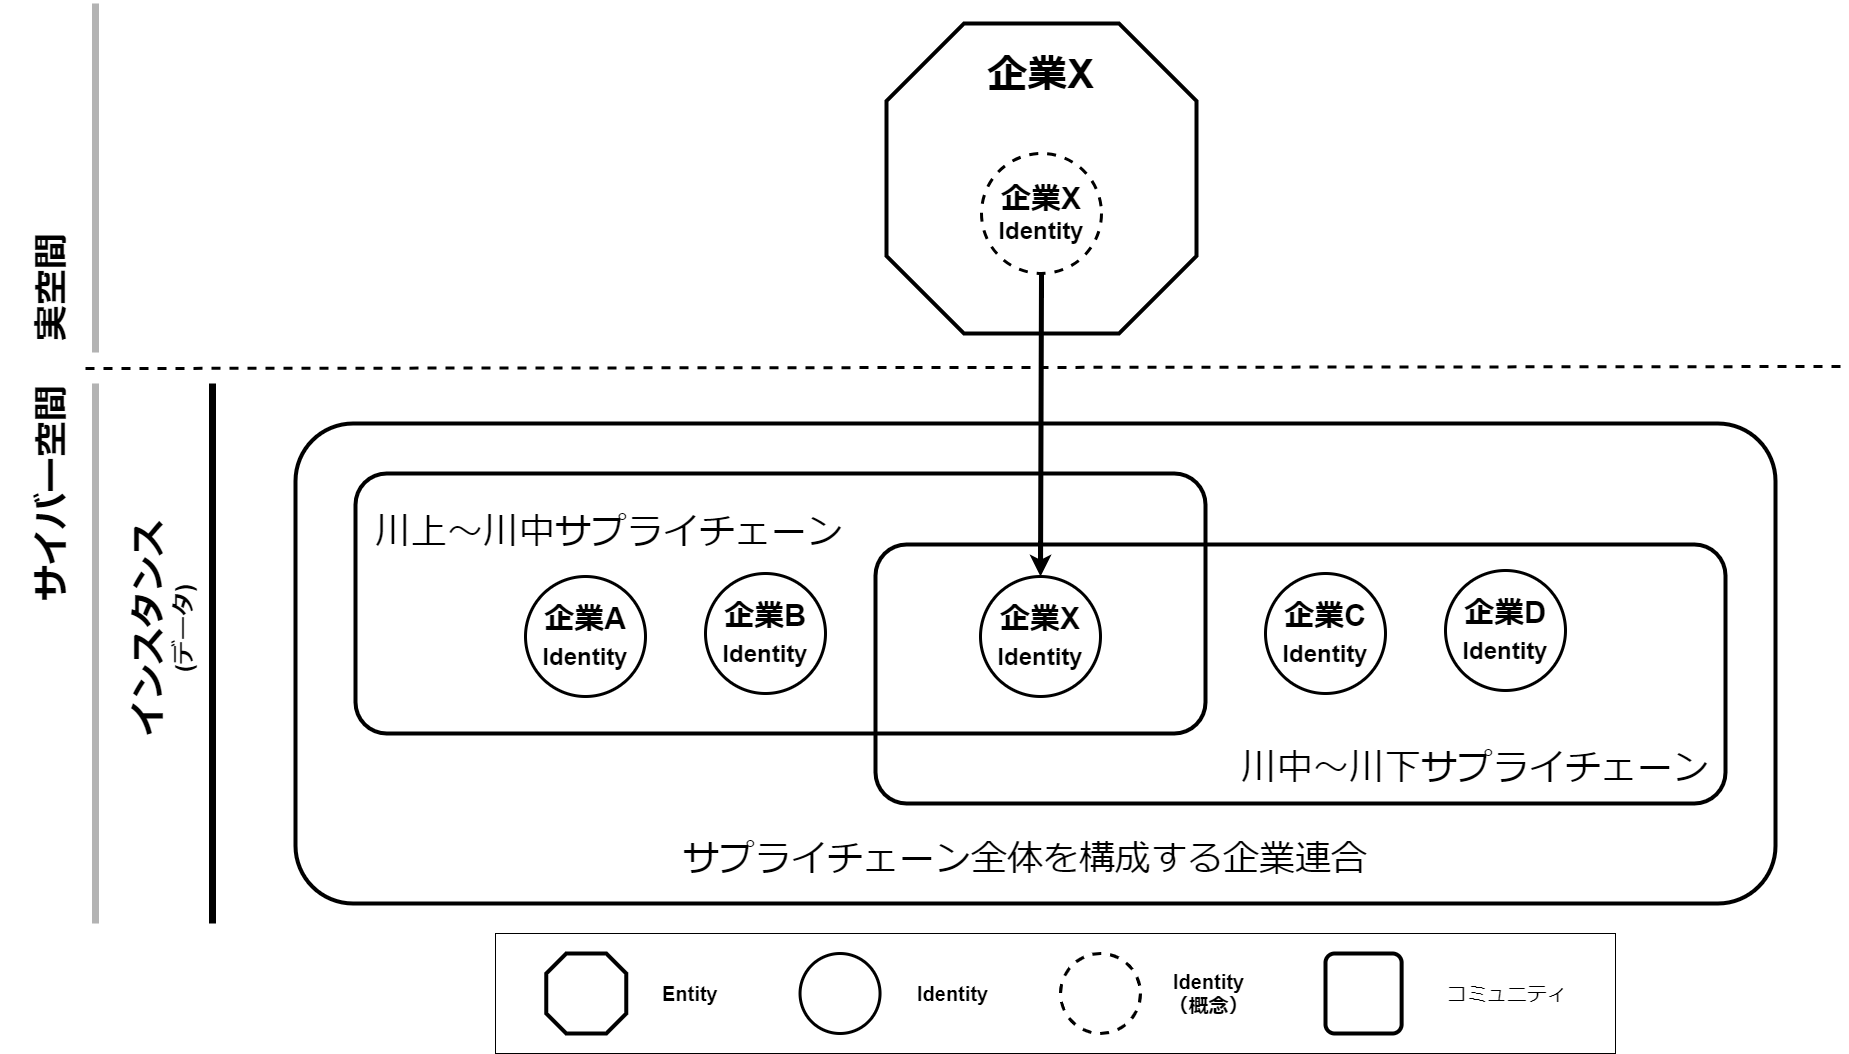 企業X
企業X
Identity
実空間
サイバー空間
インスタンス
(データ)
川上～川中サプライチェーン
企業A
Identity
企業B
Identity
企業X
Identity
企業C
Identity
企業D
Identity
川中～川下サプライチェーン
サプライチェーン全体を構成する企業連合
Entity
Identity
Identity
（概念）
コミュニティ